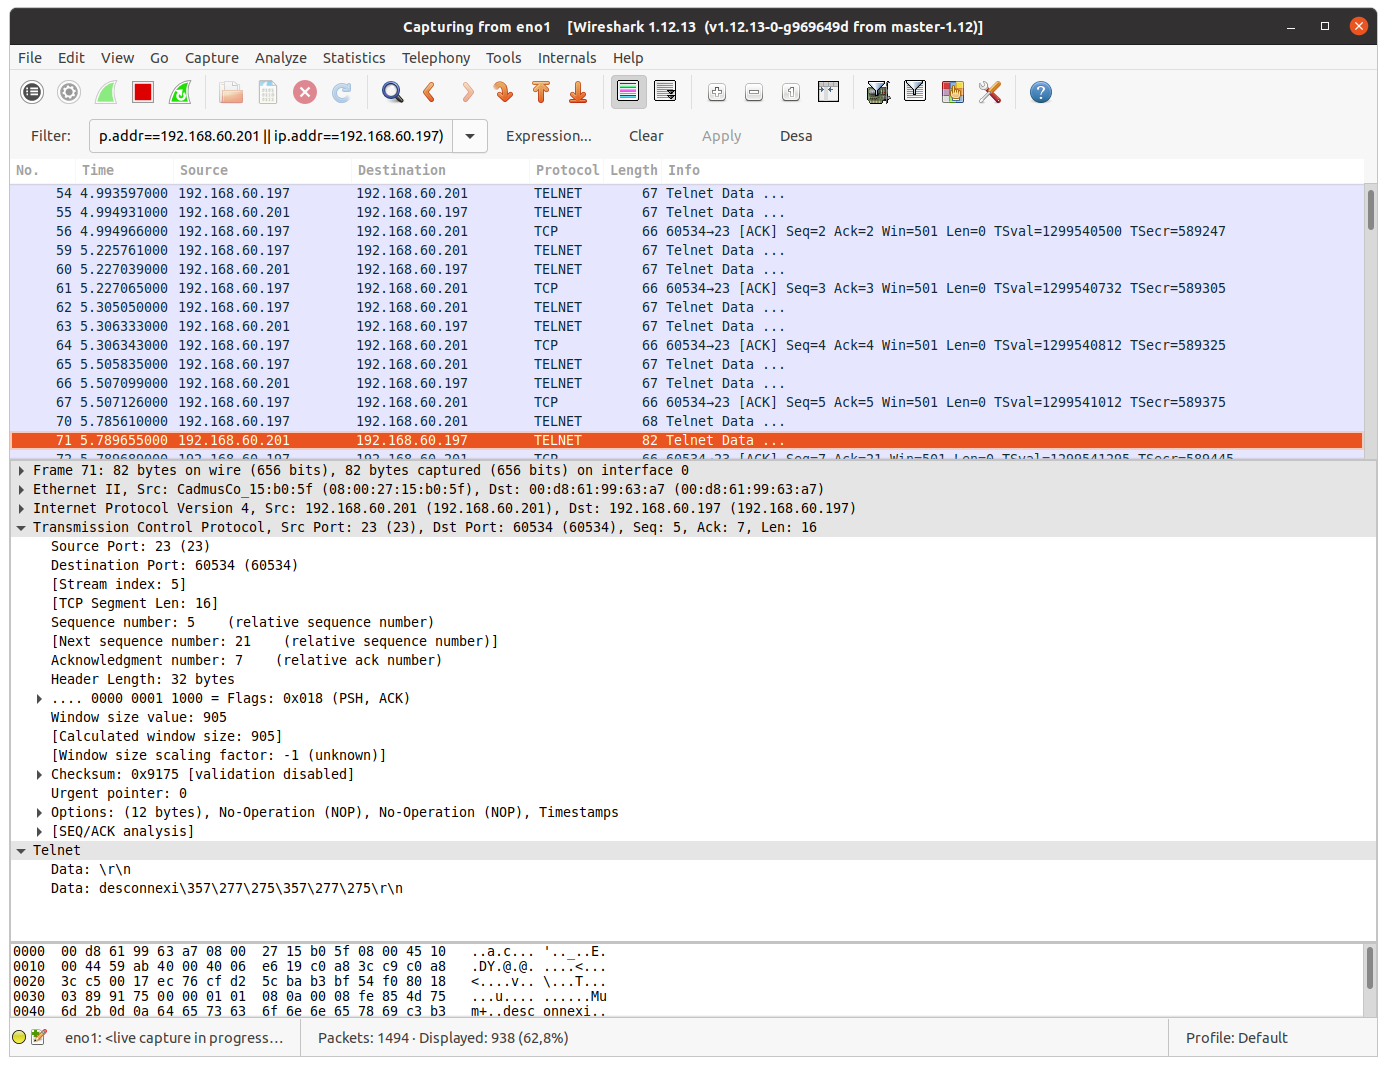 Capturing from eno1    [Wireshark 1.12.13  (v1.12.13-0-g969649d from master-1.12)]
File Edit View Go Capture Analyze Statistics Telephony Tools Internals Help
Filter: p.addr==192.168.60.201 || ip.addr==192.168.60.197) Expression... Clear Apply Desa
No. Time Source Destination Protocol Length Info
54 4.993597000 192.168.60.197 192.168.60.201 TELNET 67 Telnet Data ...
55 4.994931000 192.168.60.201 192.168.60.197 TELNET 67 Telnet Data ...
56 4.994966000 192.168.60.197 192.168.60.201 TCP 66 60534→23 [ACK] Seq=2 Ack=2 Win=501 Len=0 TSval=1299540500 TSecr=589247
59 5.225761000 192.168.60.197 192.168.60.201 TELNET 67 Telnet Data ...
60 5.227039000 192.168.60.201 192.168.60.197 TELNET 67 Telnet Data ...
61 5.227065000 192.168.60.197 192.168.60.201 TCP 66 60534→23 [ACK] Seq=3 Ack=3 Win=501 Len=0 TSval=1299540732 TSecr=589305
62 5.305050000 192.168.60.197 192.168.60.201 TELNET 67 Telnet Data ...
63 5.306333000 192.168.60.201 192.168.60.197 TELNET 67 Telnet Data ...
64 5.306343000 192.168.60.197 192.168.60.201 TCP 66 60534→23 [ACK] Seq=4 Ack=4 Win=501 Len=0 TSval=1299540812 TSecr=589325
65 5.505835000 192.168.60.197 192.168.60.201 TELNET 67 Telnet Data ...
66 5.507099000 192.168.60.201 192.168.60.197 TELNET 67 Telnet Data ...
67 5.507126000 192.168.60.197 192.168.60.201 TCP 66 60534→23 [ACK] Seq=5 Ack=5 Win=501 Len=0 TSval=1299541012 TSecr=589375
70 5.785610000 192.168.60.197 192.168.60.201 TELNET 68 Telnet Data ...
71 5.789655000 192.168.60.201 192.168.60.197 TELNET 82 Telnet Data ...
72 5.789689000 192.168.60.197 192.168.60.201 TCP 66 60534→23 [ACK] Seq=7 Ack=21 Win=501 Len=0 TSval=1299541295 TSecr=589445
Frame 71: 82 bytes on wire (656 bits), 82 bytes captured (656 bits) on interface 0
Ethernet II, Src: CadmusCo_15:b0:5f (08:00:27:15:b0:5f), Dst: 00:d8:61:99:63:a7 (00:d8:61:99:63:a7)
Internet Protocol Version 4, Src: 192.168.60.201 (192.168.60.201), Dst: 192.168.60.197 (192.168.60.197)
Transmission Control Protocol, Src Port: 23 (23), Dst Port: 60534 (60534), Seq: 5, Ack: 7, Len: 16
Source Port: 23 (23)
Destination Port: 60534 (60534)
[Stream index: 5]
[TCP Segment Len: 16]
Sequence number: 5    (relative sequence number)
[Next sequence number: 21    (relative sequence number)]
Acknowledgment number: 7    (relative ack number)
Header Length: 32 bytes
.... 0000 0001 1000 = Flags: 0x018 (PSH, ACK)
Window size value: 905
[Calculated window size: 905]
[Window size scaling factor: -1 (unknown)]
Checksum: 0x9175 [validation disabled]
Urgent pointer: 0
Options: (12 bytes), No-Operation (NOP), No-Operation (NOP), Timestamps
[SEQ/ACK analysis]
Telnet
Data: \r\n
Data: desconnexi\357\277\275\357\277\275\r\n
0000  00 d8 61 99 63 a7 08 00  27 15 b0 5f 08 00 45 10   ..a.c... '.._..E.
0010  00 44 59 ab 40 00 40 06  e6 19 c0 a8 3c c9 c0 a8   .DY.@.@. ....<...
0020  3c c5 00 17 ec 76 cf d2  5c ba b3 bf 54 f0 80 18   <....v.. \...T...
0030  03 89 91 75 00 00 01 01  08 0a 00 08 fe 85 4d 75   ...u.... ......Mu
0040  6d 2b 0d 0a 64 65 73 63  6f 6e 6e 65 78 69 c3 b3   m+..desc onnexi..
eno1: <live capture in progress... Packets: 1494 · Displayed: 938 (62,8%) Profile: Default